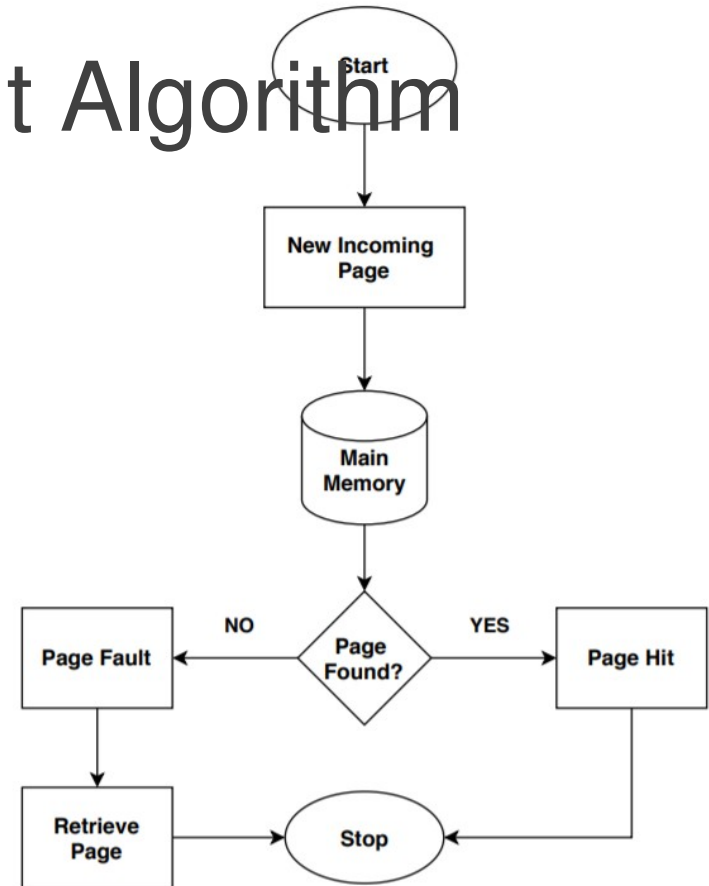 Start
t Algorithm
New Incoming
Page
Main
Memory
NO
YES
Page Fault
Page
Found?
Page Hit
Retrieve
Page
Stop